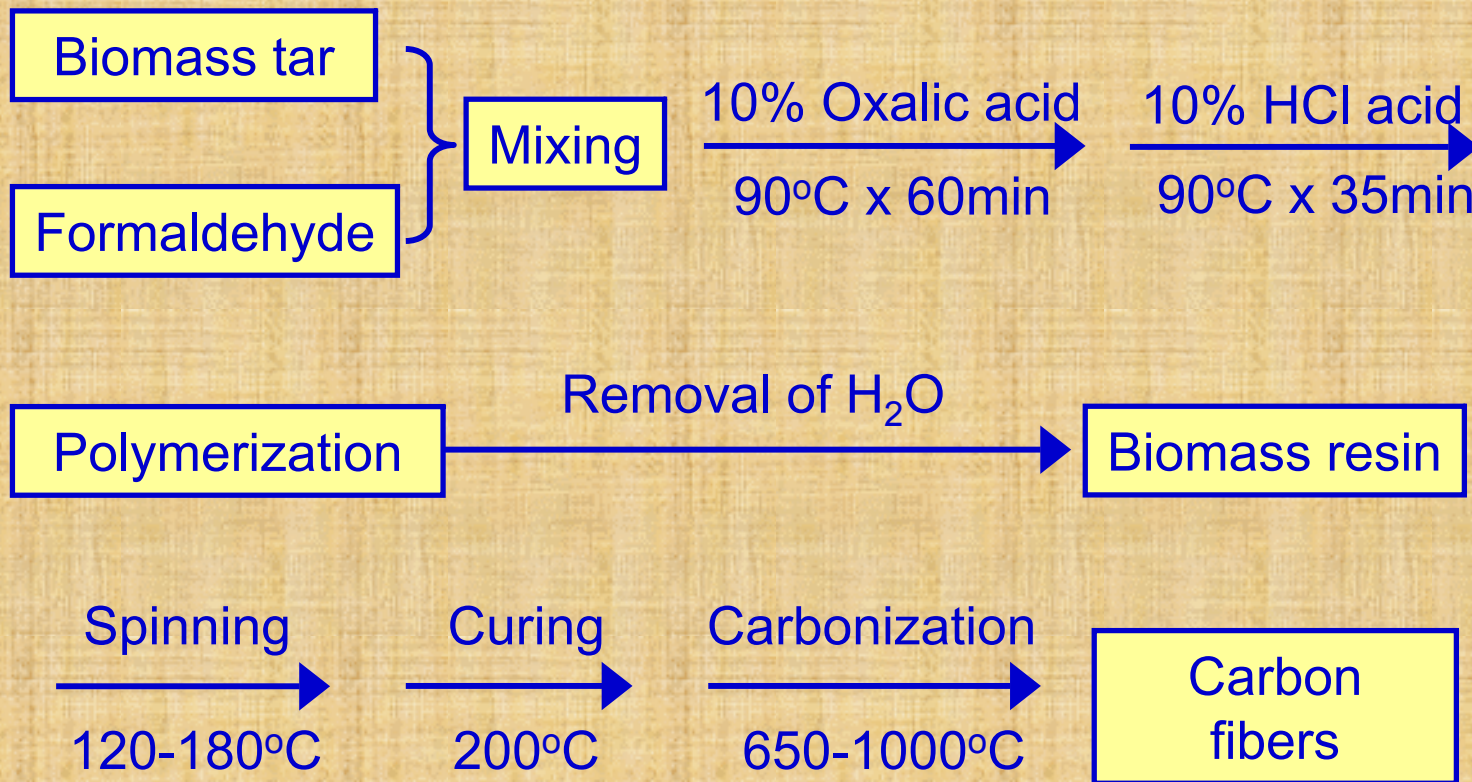 Biomass tar
Formaldehyde
Mixing
10% Oxalic acid
90°C x 60min
10% HCl acid
90°C x 35min
Polymerization
Removal of H₂O
Biomass resin
Spinning
120-180°C
Curing
200°C
Carbonization
650-1000°C
Carbon
fibers